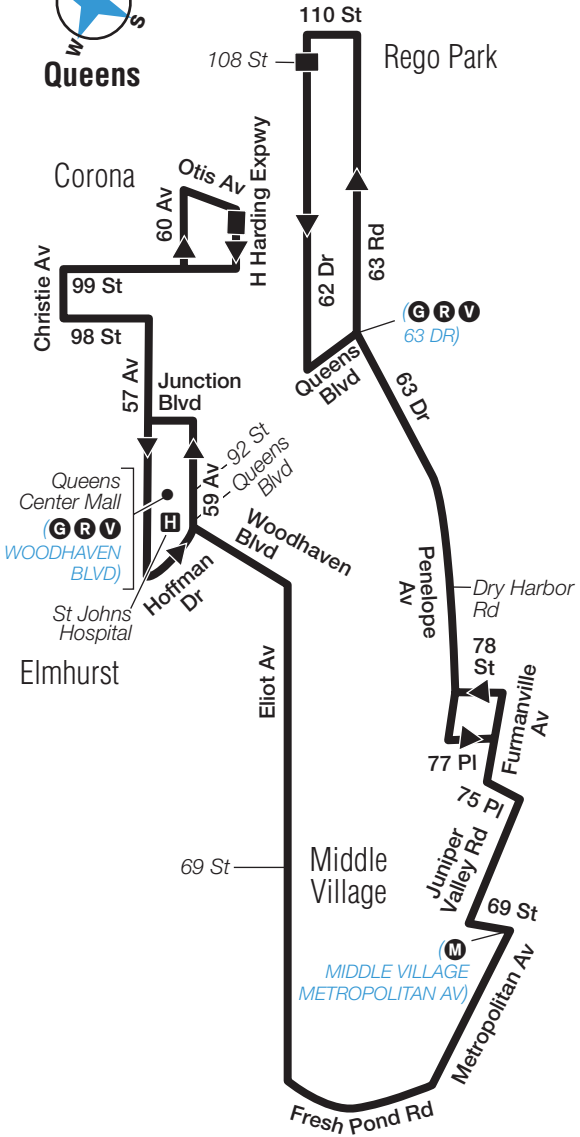 S
W
Queens
110 St
108 St
Rego Park
Corona
Otis Av
60 Av
H Harding Expwy
62 Dr
63 Rd
Christie Av
99 St
98 St
(G R V
63 DR)
Queens
Blvd
57 Av
Junction
Blvd
63 Dr
92 St
Queens
Blvd
59 Av
Queens
Center Mall
(G R V
WOODHAVEN
BLVD)
H
Woodhaven
Blvd
Hoffman
Dr
St Johns
Hospital
Elmhurst
Penelope
Av
Dry Harbor
Rd
78
St
Eliot Av
Furmanville
Av
77 Pl
75 Pl
69 St
Middle
Village
Juniper
Valley Rd
69 St
(M
MIDDLE VILLAGE
METROPOLITAN AV)
Metropolitan Av
Fresh Pond Rd